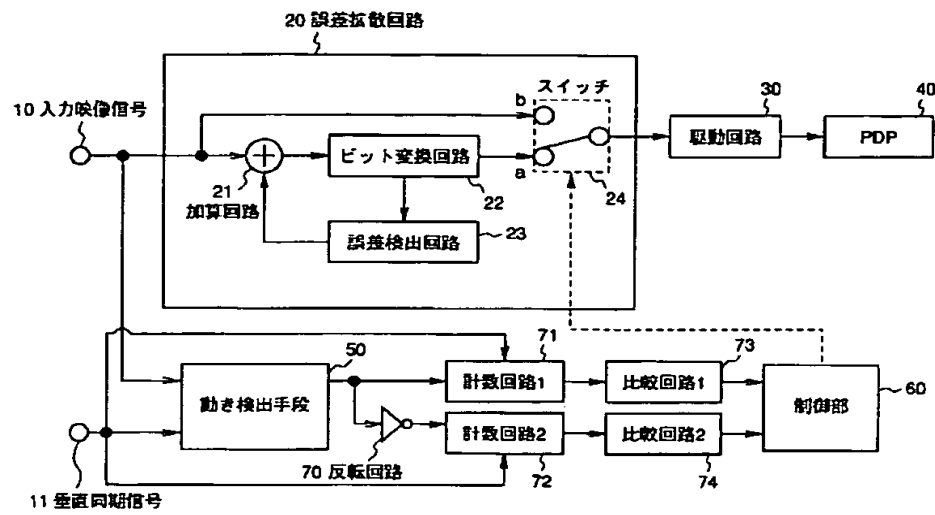 20 誤差拡散回路
10 入力映像信号
スイッチ
b
a
24
30
駆動回路
40
PDP
21
加算回路
ビット変換回路
22
誤差検出回路
23
50
動き検出手段
71
計数回路1
73
比較回路1
制御部
60
70 反転回路
計数回路2
72
比較回路2
74
11 垂直同期信号